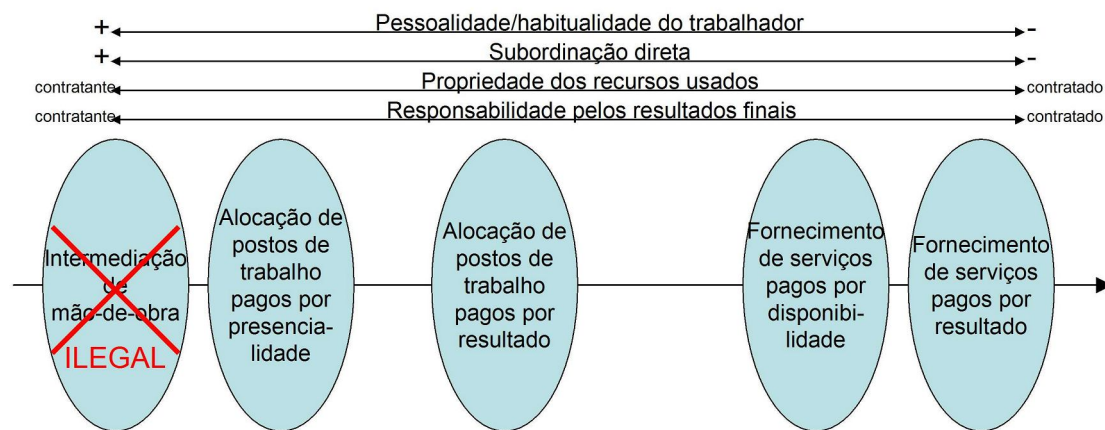 + Pessoalidade/habitualidade do trabalhador -
+ Subordinação direta -
contratante Propriedade dos recursos usados contratado
contratante Responsabilidade pelos resultados finais contratado
Intermediação
de
mão-de-obra
ILEGAL
Alocação de
postos de
trabalho
pagos por
presencia-
lidade
Alocação de
postos de
trabalho
pagos por
resultado
Fornecimento
de serviços
pagos por
disponibi-
lidade
Fornecimento
de serviços
pagos por
resultado